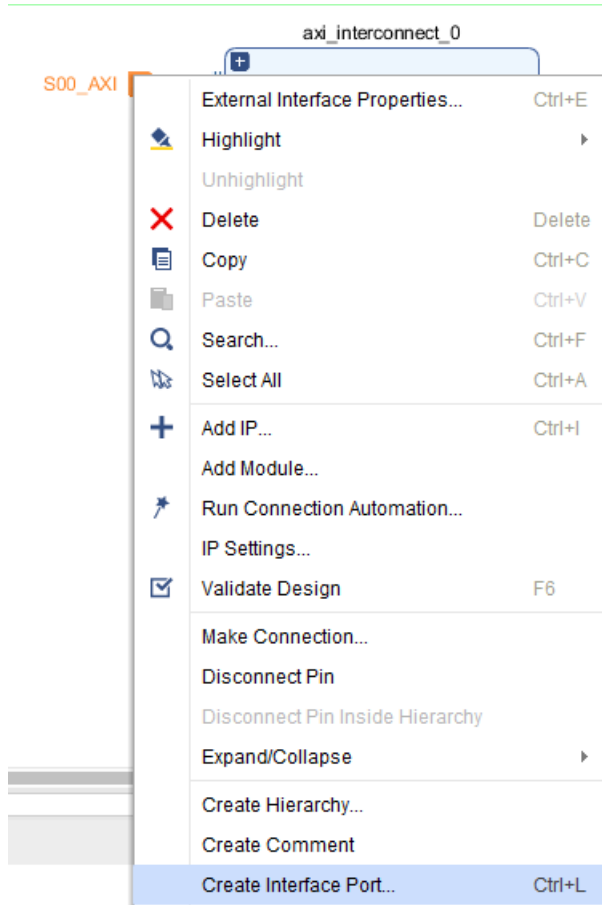 axi_interconnect_0
S00_AXI
External Interface Properties... Ctrl+E
Highlight
Unhighlight
Delete Delete
Copy Ctrl+C
Paste Ctrl+V
Search... Ctrl+F
Select All Ctrl+A
Add IP... Ctrl+I
Add Module...
Run Connection Automation...
IP Settings...
Validate Design F6
Make Connection...
Disconnect Pin
Disconnect Pin Inside Hierarchy
Expand/Collapse
Create Hierarchy...
Create Comment
Create Interface Port... Ctrl+L